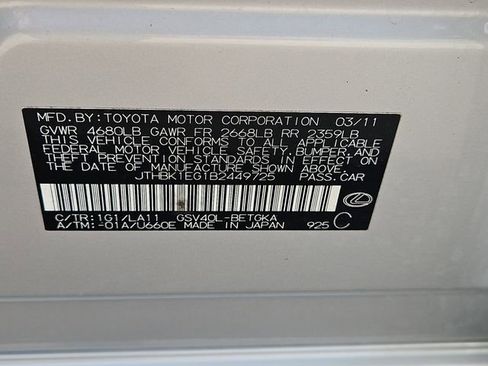 MFD.BY:TOYOTA MOTOR CORPORATION 03/11
GVWR 4680LB GAWR FR 2668LB RR 2359LB
THIS VEHICLE CONFORMS TO ALL APPLICABLE
FEDERAL MOTOR VEHICLE SAFETY, BUMPER, AND
THEFT PREVENTION STANDARDS IN EFFECT ON
THE DATE OF MANUFACTURE SHOWN ABOVE.
JTHBK1EG1B2449725 PASS.CAR
C/TR:1G1/LA11 GSV40L-BETGKA
A/TM:-01A/U660E MADE IN JAPAN 925 C